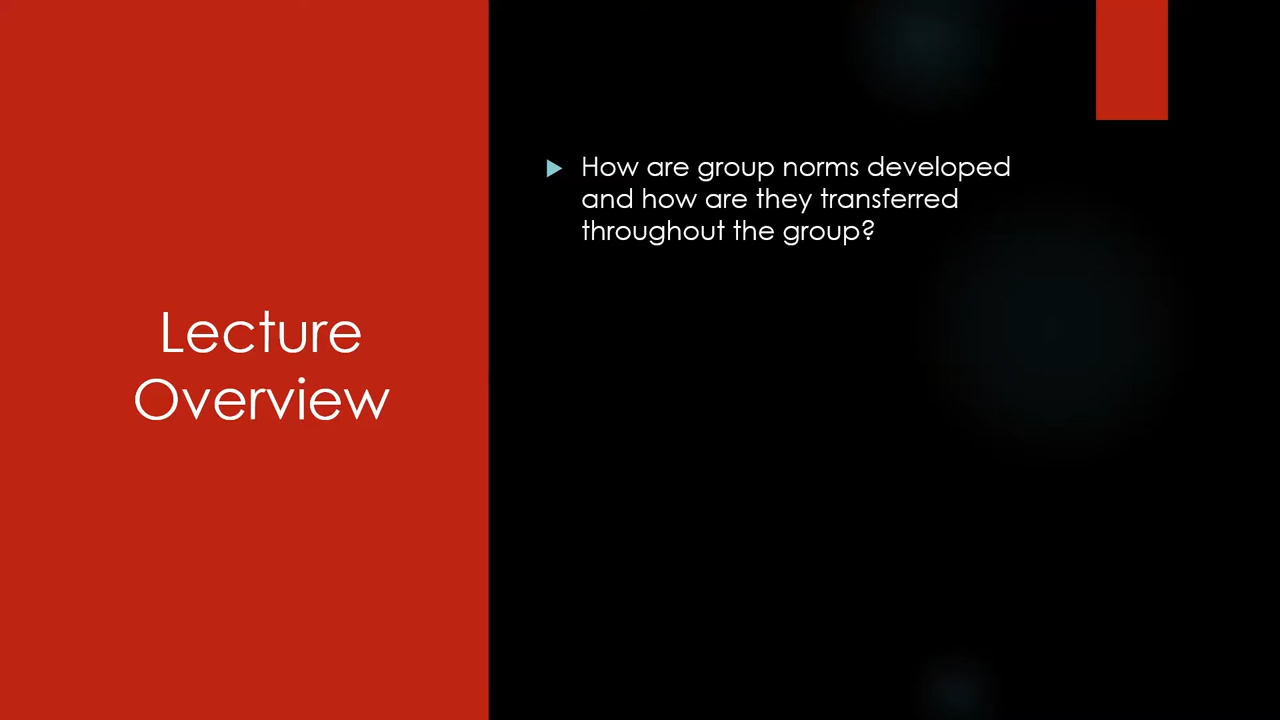 Lecture
Overview
How are group norms developed
and how are they transferred
throughout the group?